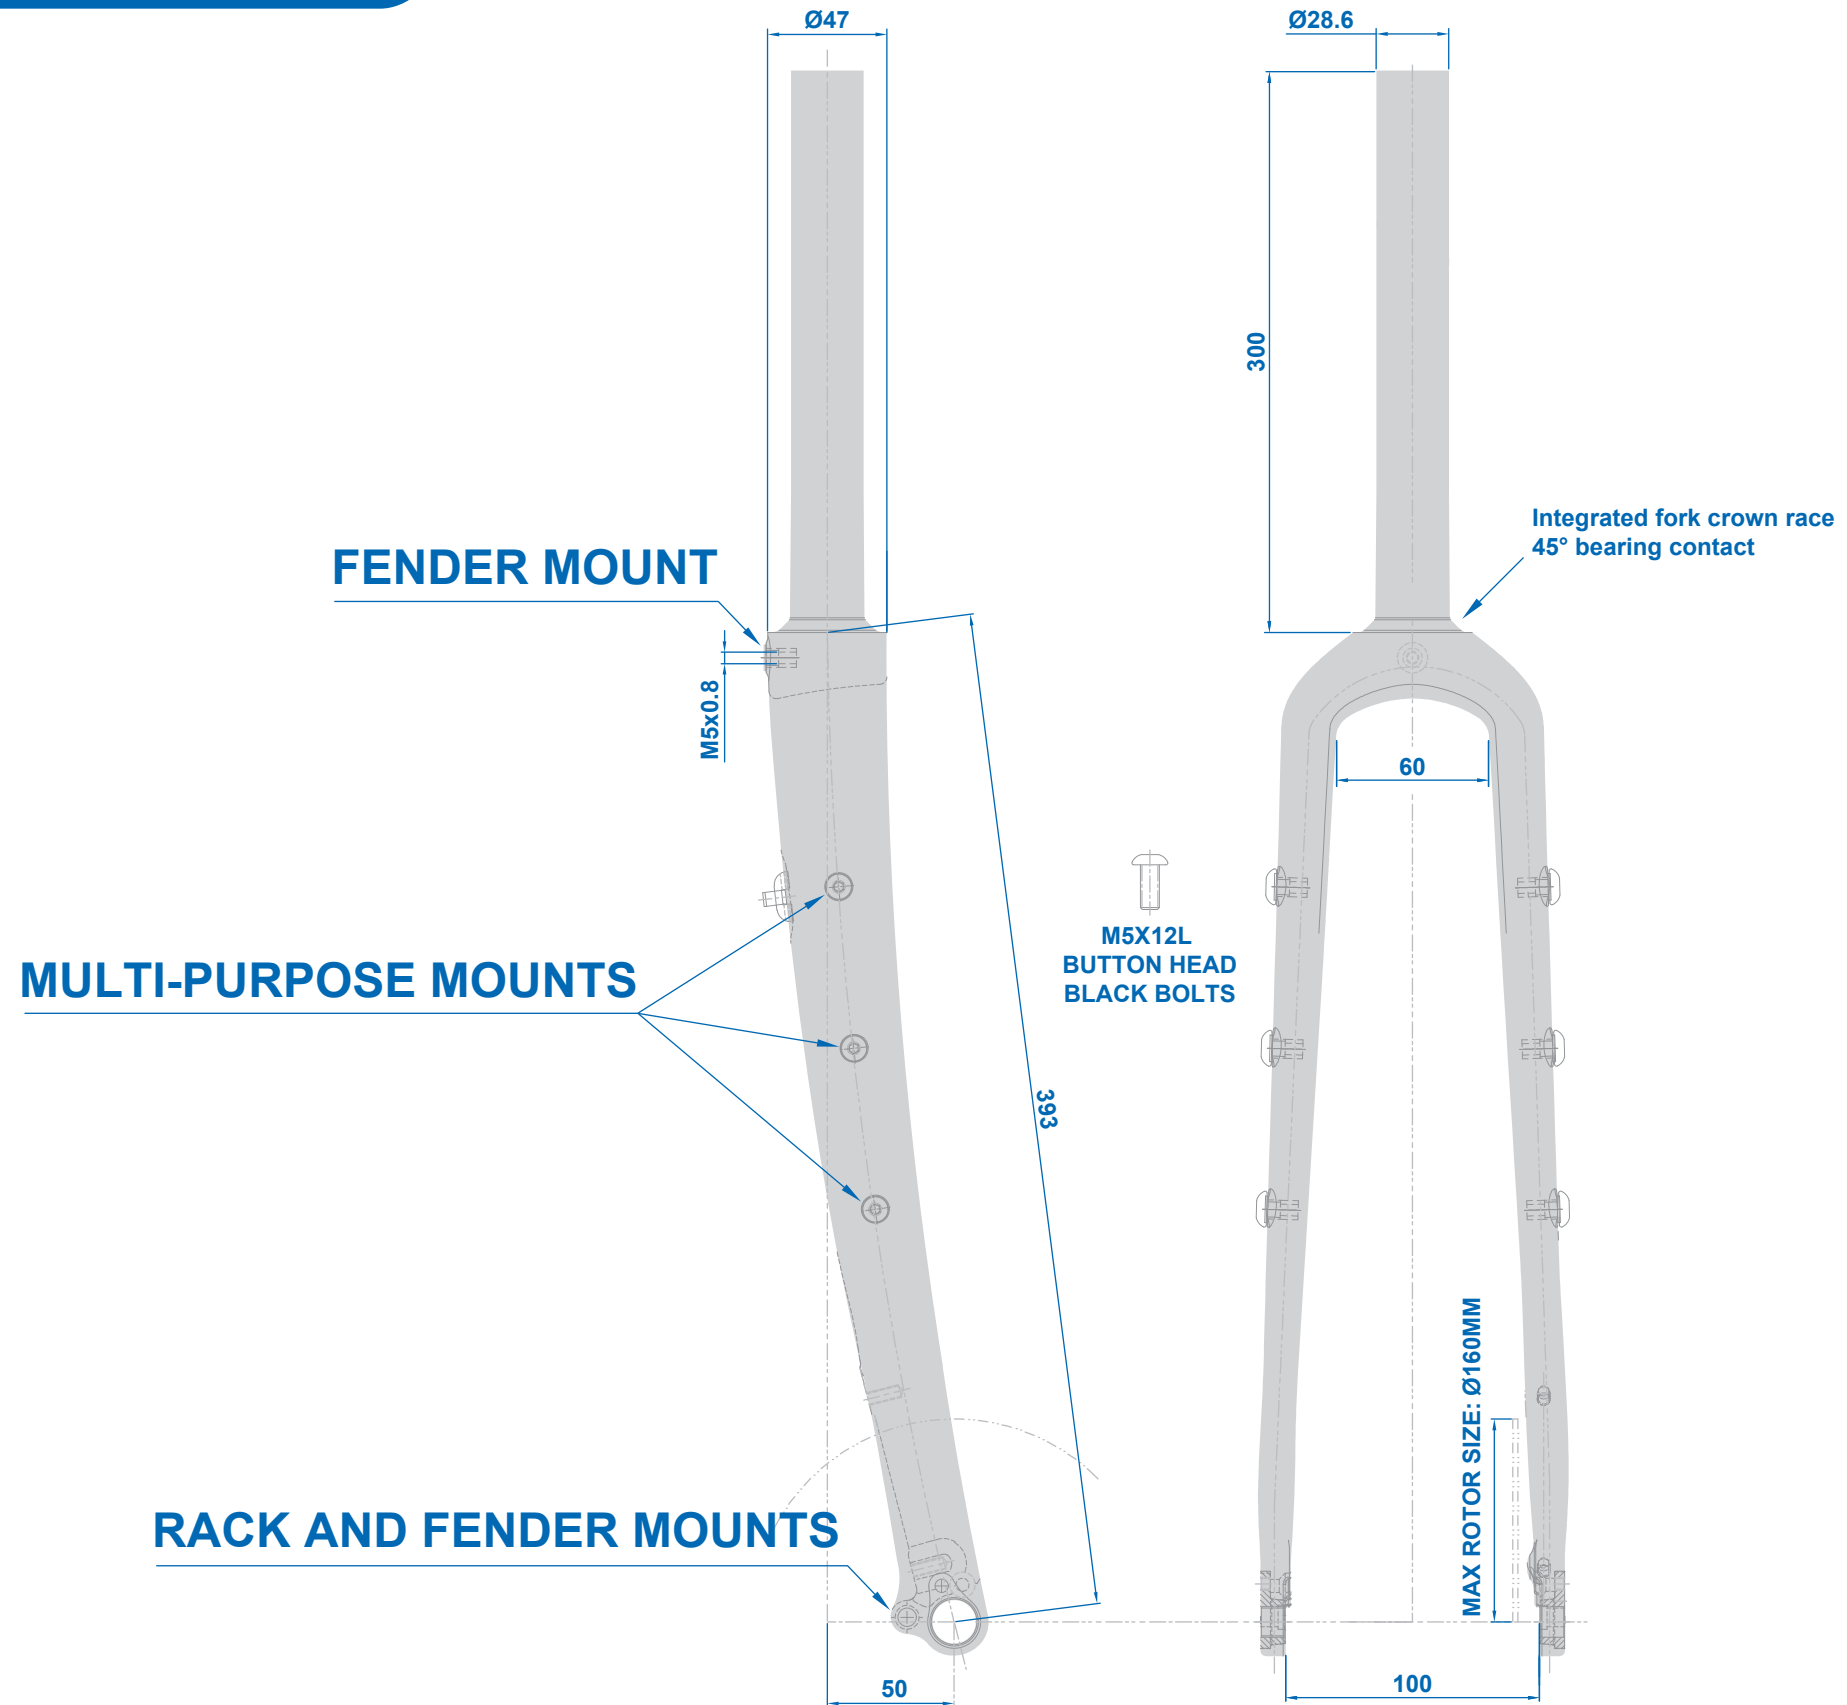 Ø47
Ø28.6
300
Integrated fork crown race
45° bearing contact
FENDER MOUNT
M5x0.8
60
M5X12L
BUTTON HEAD
BLACK BOLTS
MULTI-PURPOSE MOUNTS
393
MAX ROTOR SIZE: Ø160MM
RACK AND FENDER MOUNTS
50
100